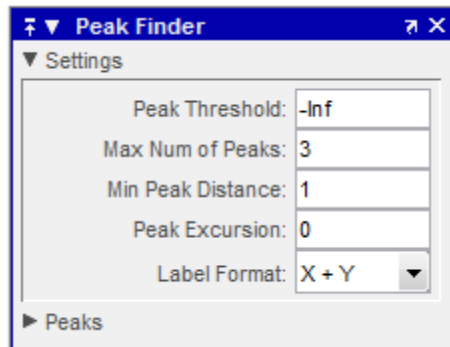 Peak Finder
Settings
Peak Threshold: -Inf
Max Num of Peaks: 3
Min Peak Distance: 1
Peak Excursion: 0
Label Format: X + Y
Peaks